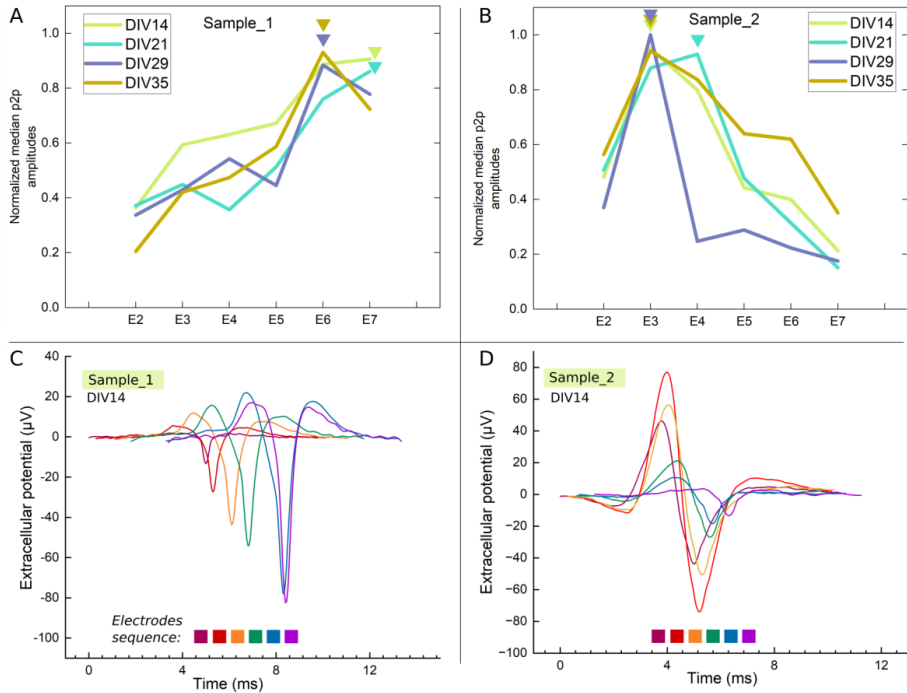 A
Sample_1
DIV14
DIV21
DIV29
DIV35
Normalized median p2p
amplitudes
1.0
0.8
0.6
0.4
0.2
0.0
E2 E3 E4 E5 E6 E7
B
Sample_2
DIV14
DIV21
DIV29
DIV35
Normalized median p2p
amplitudes
1.0
0.8
0.6
0.4
0.2
0.0
E2 E3 E4 E5 E6 E7
C
Sample_1
DIV14
Extracellular potential (μV)
40
20
0
-20
-40
-60
-80
-100
Electrodes
sequence:
0 4 8 12
Time (ms)
D
Sample_2
DIV14
Extracellular potential (μV)
80
60
40
20
0
−20
−40
−60
−80
−100
0 4 8 12
Time (ms)